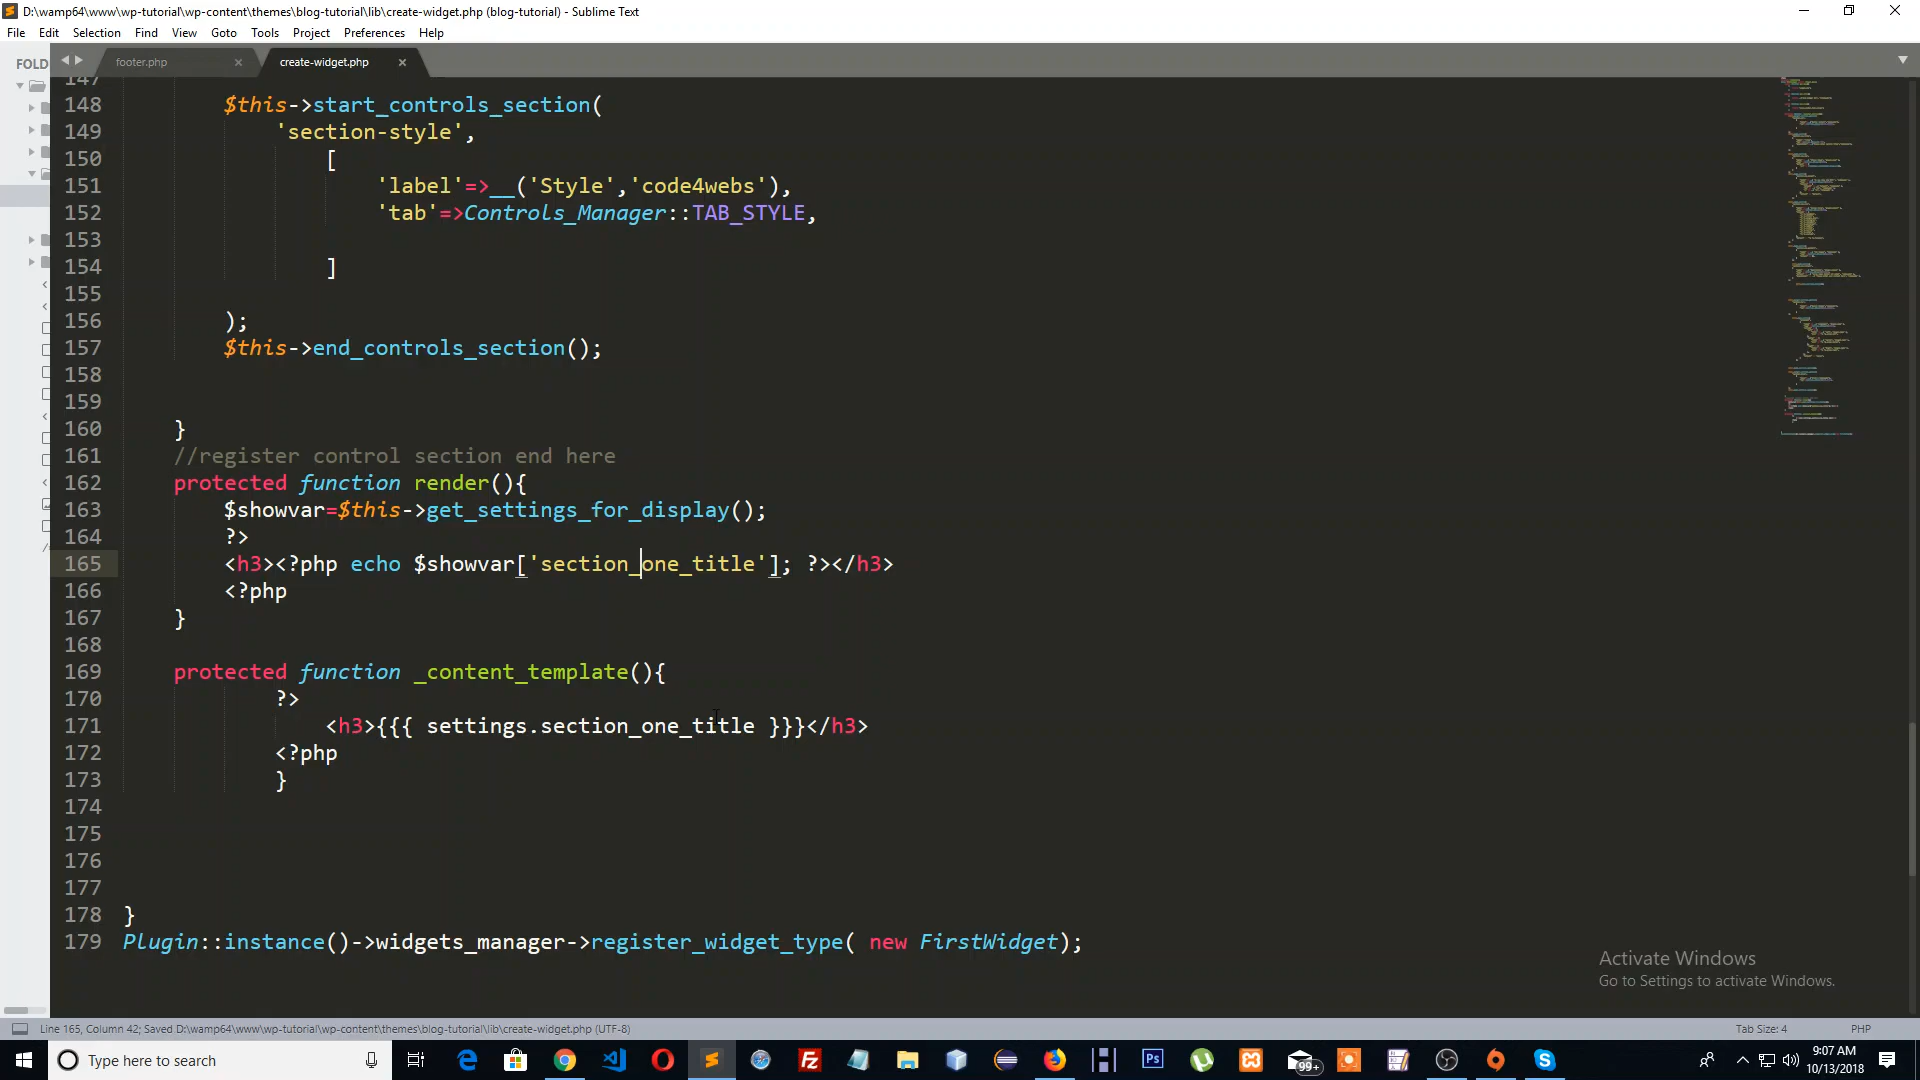 D:\wamp64\www\wp-tutorial\wp-content\themes\blog-tutorial\lib\create-widget.php (blog-tutorial) - Sublime Text
File Edit Selection Find View Goto Tools Project Preferences Help
FOLD
footer.php × create-widget.php ×
147
148 $this->start_controls_section(
149 'section-style',
150 [
151 'label'=>__('Style','code4webs'),
152 'tab'=>Controls_Manager::TAB_STYLE,
153
154 ]
155
156 );
157 $this->end_controls_section();
158
159
160 }
161 //register control section end here
162 protected function render(){
163 $showvar=$this->get_settings_for_display();
164 ?>
165 <h3><?php echo $showvar['section_one_title']; ?></h3>
166 <?php
167 }
168
169 protected function _content_template(){
170 ?>
171 <h3>{{{ settings.section_one_title }}}</h3>
172 <?php
173 }
174
175
176
177
178 }
179 Plugin::instance()->widgets_manager->register_widget_type( new FirstWidget);
Activate Windows
Go to Settings to activate Windows.
Line 165, Column 42; Saved D:\wamp64\www\wp-tutorial\wp-content\themes\blog-tutorial\lib\create-widget.php (UTF-8) Tab Size: 4 PHP
Type here to search 99+ 9:07 AM
10/13/2018